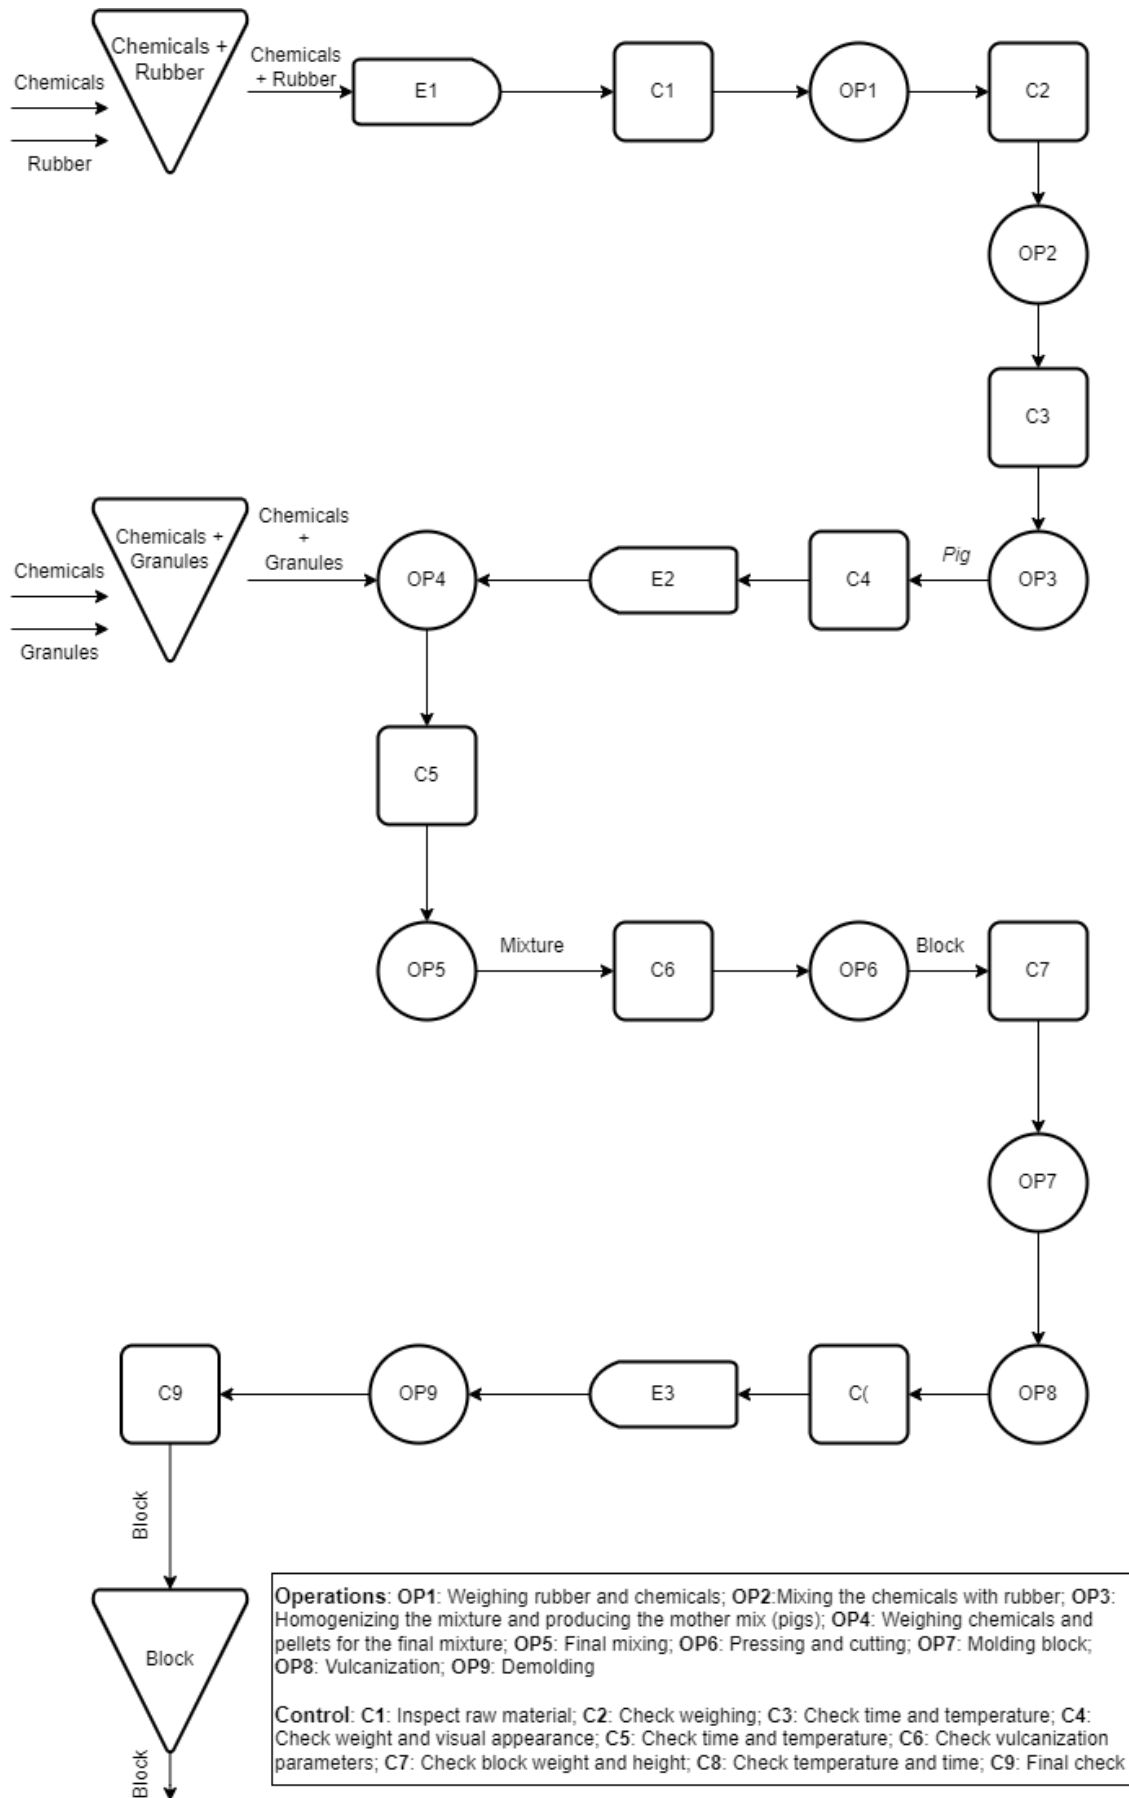 Chemicals +
Rubber
Chemicals
Rubber
Chemicals
+ Rubber
E1
C1
OP1
C2
OP2
C3
OP3
Pig
C4
E2
OP4
Chemicals +
Granules
Chemicals
Granules
Chemicals
+
Granules
C5
OP5
Mixture
C6
OP6
Block
C7
OP7
OP8
C(
E3
OP9
C9
Block
Block
Block
Operations: OP1: Weighing rubber and chemicals; OP2:Mixing the chemicals with rubber; OP3:
Homogenizing the mixture and producing the mother mix (pigs); OP4: Weighing chemicals and
pellets for the final mixture; OP5: Final mixing; OP6: Pressing and cutting; OP7: Molding block;
OP8: Vulcanization; OP9: Demolding
Control: C1: Inspect raw material; C2: Check weighing; C3: Check time and temperature; C4:
Check weight and visual appearance; C5: Check time and temperature; C6: Check vulcanization
parameters; C7: Check block weight and height; C8: Check temperature and time; C9: Final check